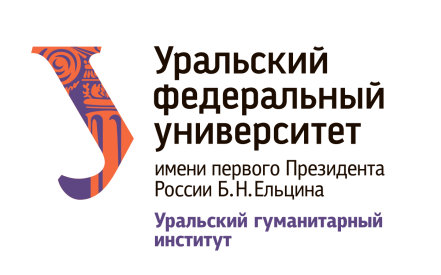 Уральский
федеральный
университет
имени первого Президента
России Б.Н.Ельцина
Уральский гуманитарный
институт